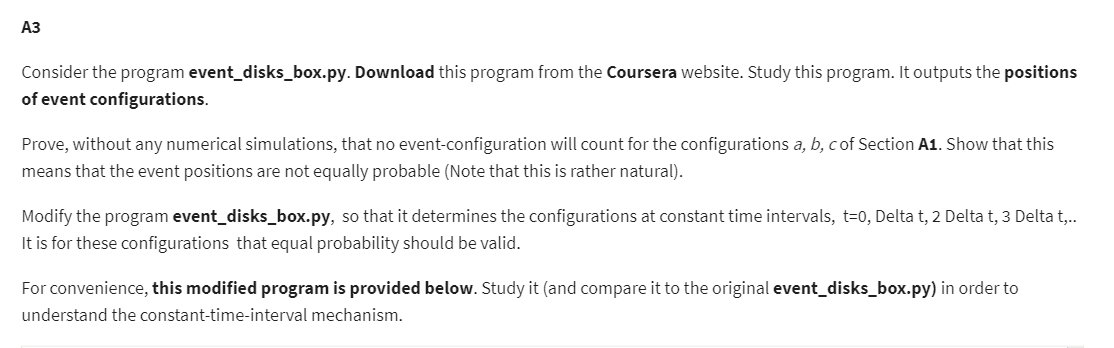 A3
Consider the program event_disks_box.py. Download this program from the Coursera website. Study this program. It outputs the positions
of event configurations.
Prove, without any numerical simulations, that no event-configuration will count for the configurations a, b, c of Section A1. Show that this
means that the event positions are not equally probable (Note that this is rather natural).
Modify the program event_disks_box.py,  so that it determines the configurations at constant time intervals,  t=0, Delta t, 2 Delta t, 3 Delta t,..
It is for these configurations  that equal probability should be valid.
For convenience, this modified program is provided below. Study it (and compare it to the original event_disks_box.py) in order to
understand the constant-time-interval mechanism.